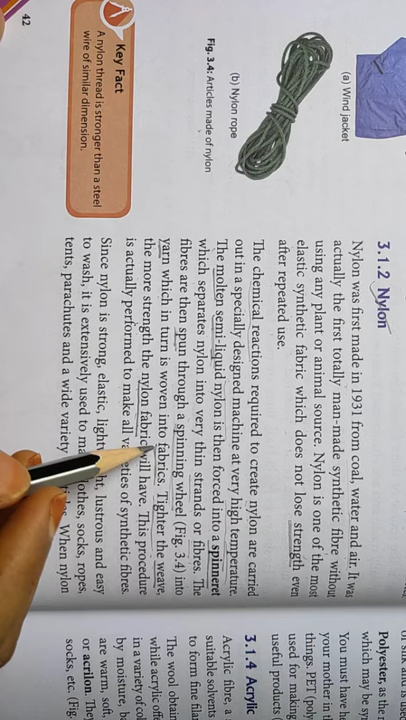 (a) Wind jacket
(b) Nylon rope
Fig. 3.4: Articles made of nylon
Key Fact
A nylon thread is stronger than a steel
wire of similar dimension.
42
3.1.2 Nylon
Nylon was first made in 1931 from coal, water and air. It was
actually the first totally man-made synthetic fibre without
using any plant or animal source. Nylon is one of the most
elastic synthetic fabric which does not lose strength even
after repeated use.
The chemical reactions required to create nylon are carried
out in a specially designed machine at very high temperature.
The molten semi-liquid nylon is then forced into a spinneret
which separates nylon into very thin strands or fibres. The
fibres are then spun through a spinning wheel (Fig. 3.4) into
yarn which in turn is woven into fabrics. Tighter the weave,
the more strength the nylon fabric will have. This procedure
is actually performed to make all of synthetic fibres.
Since nylon is strong, elastic, lustrous and easy
to wash, it is extensively used to socks, ropes,
tents, parachutes and a wide variety When nylon
Polyester, as the
which may be
You must have
your mother in
things. PET
used for making
useful products
3.1.4 Acrylic
Acrylic fibre, a
suitable solvents
to form fine
The wool
while acrylic
in a variety of
by moisture,
are warm, soft,
or acrilon. They
socks, etc. (Fig.